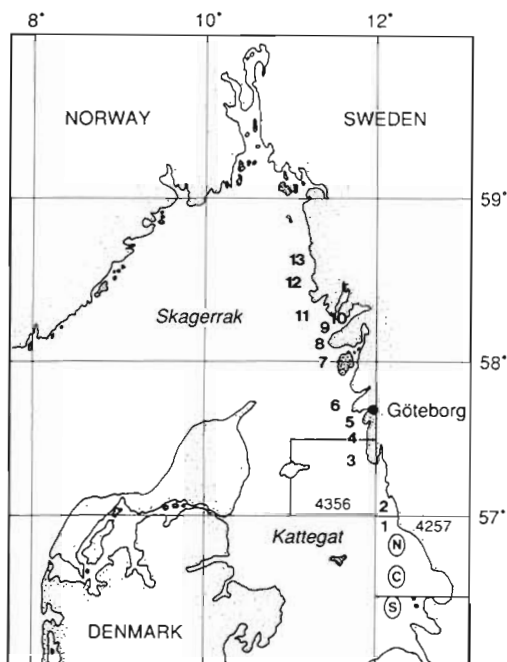 8° 10° 12°
NORWAY SWEDEN
59°
13
12
11 10
Skagerrak
9
8
58°
7
6 Göteborg
5
4
3
4356 2
57°
1 4257
Kattegat N
C
S
DENMARK